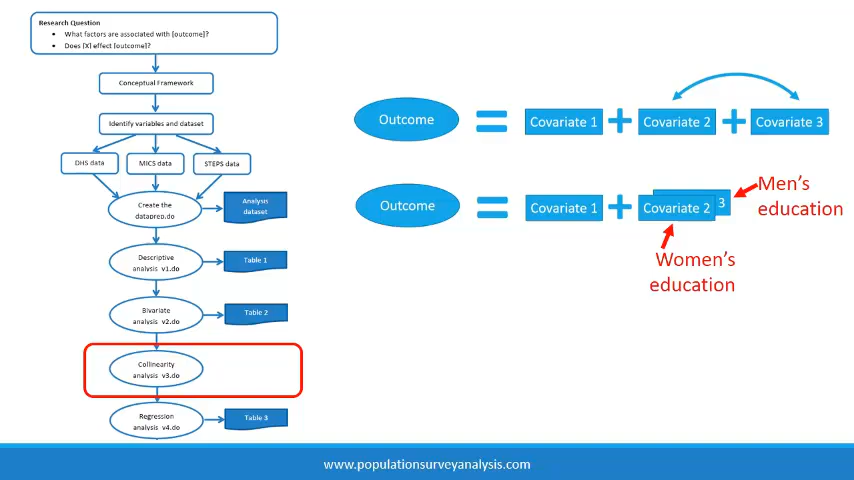 Research Question
• What factors are associated with [outcome]?
• Does [X] effect [outcome]?
Conceptual Framework
Identify variables and dataset
DHS data
MICS data
STEPS data
Create the
dataprep.do
Analysis
dataset
Descriptive
analysis v1.do
Table 1
Bivariate
analysis v2.do
Table 2
Collinearity
analysis v3.do
Regression
analysis v4.do
Table 3
Outcome = Covariate 1 + Covariate 2 + Covariate 3
Outcome = Covariate 1 + Covariate 2 3
Men's
education
Women's
education
www.populationsurveyanalysis.com